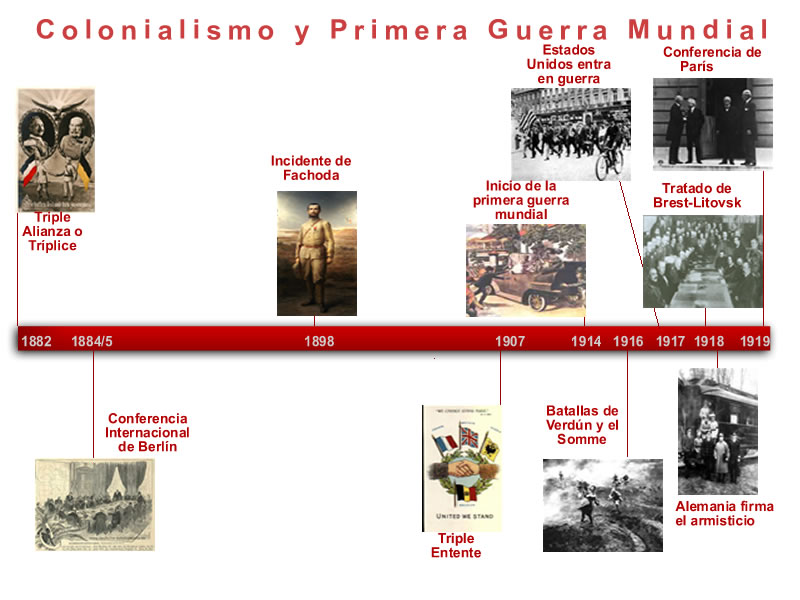 Colonialismo y Primera Guerra Mundial
Estados
Unidos entra
en guerra
Conferencia de
París
Incidente de
Fachoda
Inicio de la
primera guerra
mundial
Tratado de
Brest-Litovsk
Triple
Alianza o
Tríplice
1882 1884/5 1898 1907 1914 1916 1917 1918 1919
Conferencia
Internacional
de Berlín
Batallas de
Verdún y el
Somme
UNITED WE STAND
Triple
Entente
Alemania firma
el armisticio